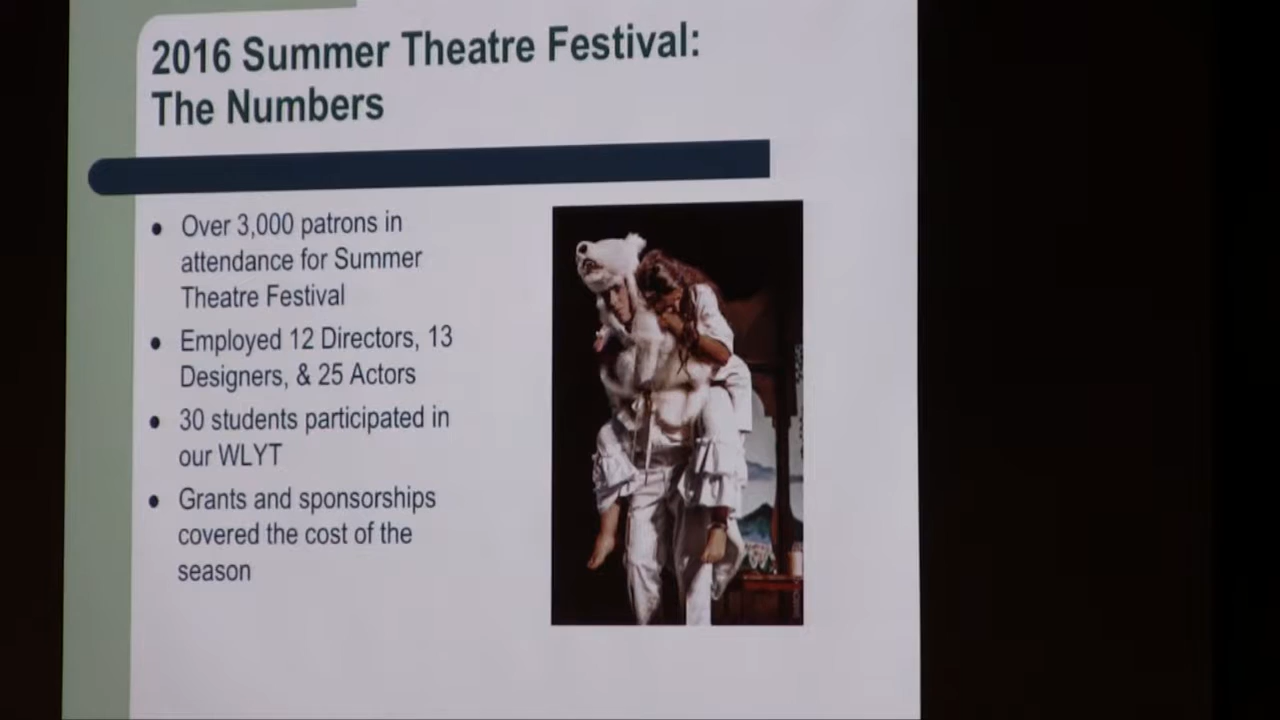 2016 Summer Theatre Festival:
The Numbers
● Over 3,000 patrons in
attendance for Summer
Theatre Festival
● Employed 12 Directors, 13
Designers, & 25 Actors
● 30 students participated in
our WLYT
● Grants and sponsorships
covered the cost of the
season